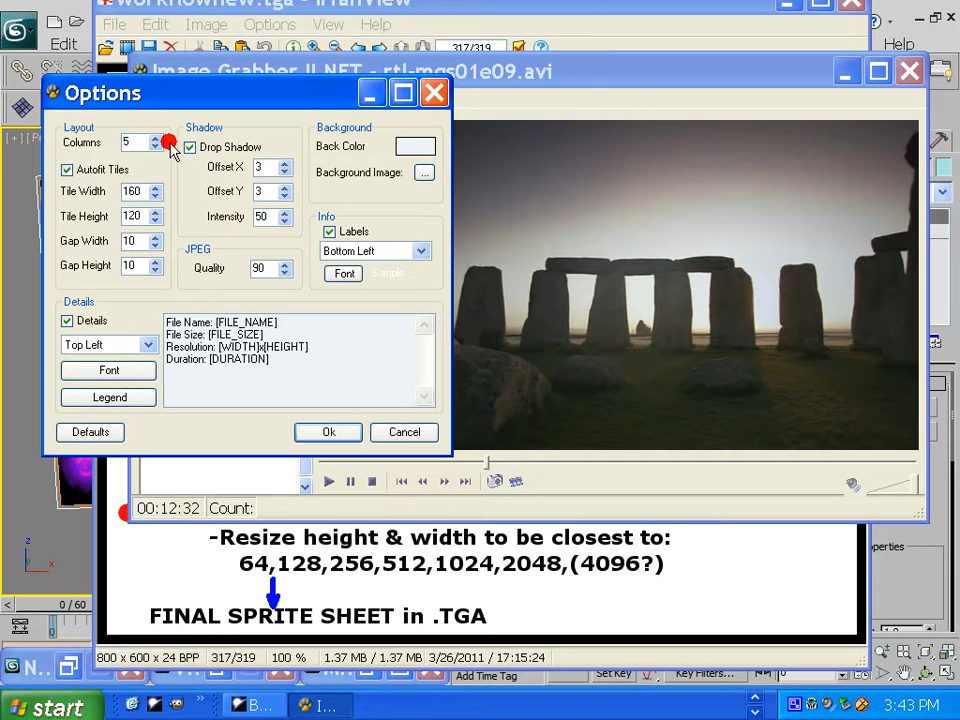 workflownew.tga - IrfanView
File Edit Image Options View Help
317/319
Edit
Help
Image Grabber II .NET - rtl-mgs01e09.avi
Options
Layout
Columns 5
Autofit Tiles
Tile Width 160
Tile Height 120
Gap Width 10
Gap Height 10
Shadow
Drop Shadow
Offset X 3
Offset Y 3
Intensity 50
JPEG
Quality 90
Background
Back Color
Background Image: ...
Info
Labels
Bottom Left
Font Sample
Details
Details
Top Left
Font
Legend
File Name: [FILE_NAME]
File Size: [FILE_SIZE]
Resolution: [WIDTH]x[HEIGHT]
Duration: [DURATION]
Defaults Ok Cancel
00:12:32 Count:
-Resize height & width to be closest to:
64,128,256,512,1024,2048,(4096?)
FINAL SPRITE SHEET in .TGA
800 x 600 x 24 BPP 317/319 100 % 1.37 MB / 1.37 MB 3/26/2011 / 17:15:24
[+] [P
z
x
0 / 60
0
N...
Add Time Tag
Set Key
Key Filters...
roperties
start B... I... 3:43 PM